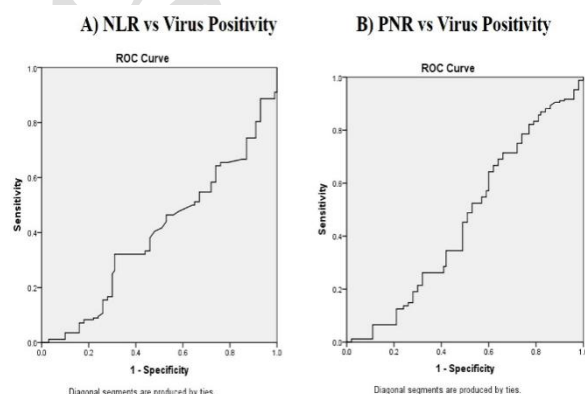 A) NLR vs Virus Positivity
ROC Curve
1.0
0.8
0.6
0.4
0.2
0.0
Sensitivity
0.0 0.2 0.4 0.6 0.8 1.0
1 - Specificity
Diagonal segments are produced by ties.
B) PNR vs Virus Positivity
ROC Curve
1.0
0.8
0.6
0.4
0.2
0.0
Sensitivity
0.0 0.2 0.4 0.6 0.8 1.0
1 - Specificity
Diagonal segments are produced by ties.